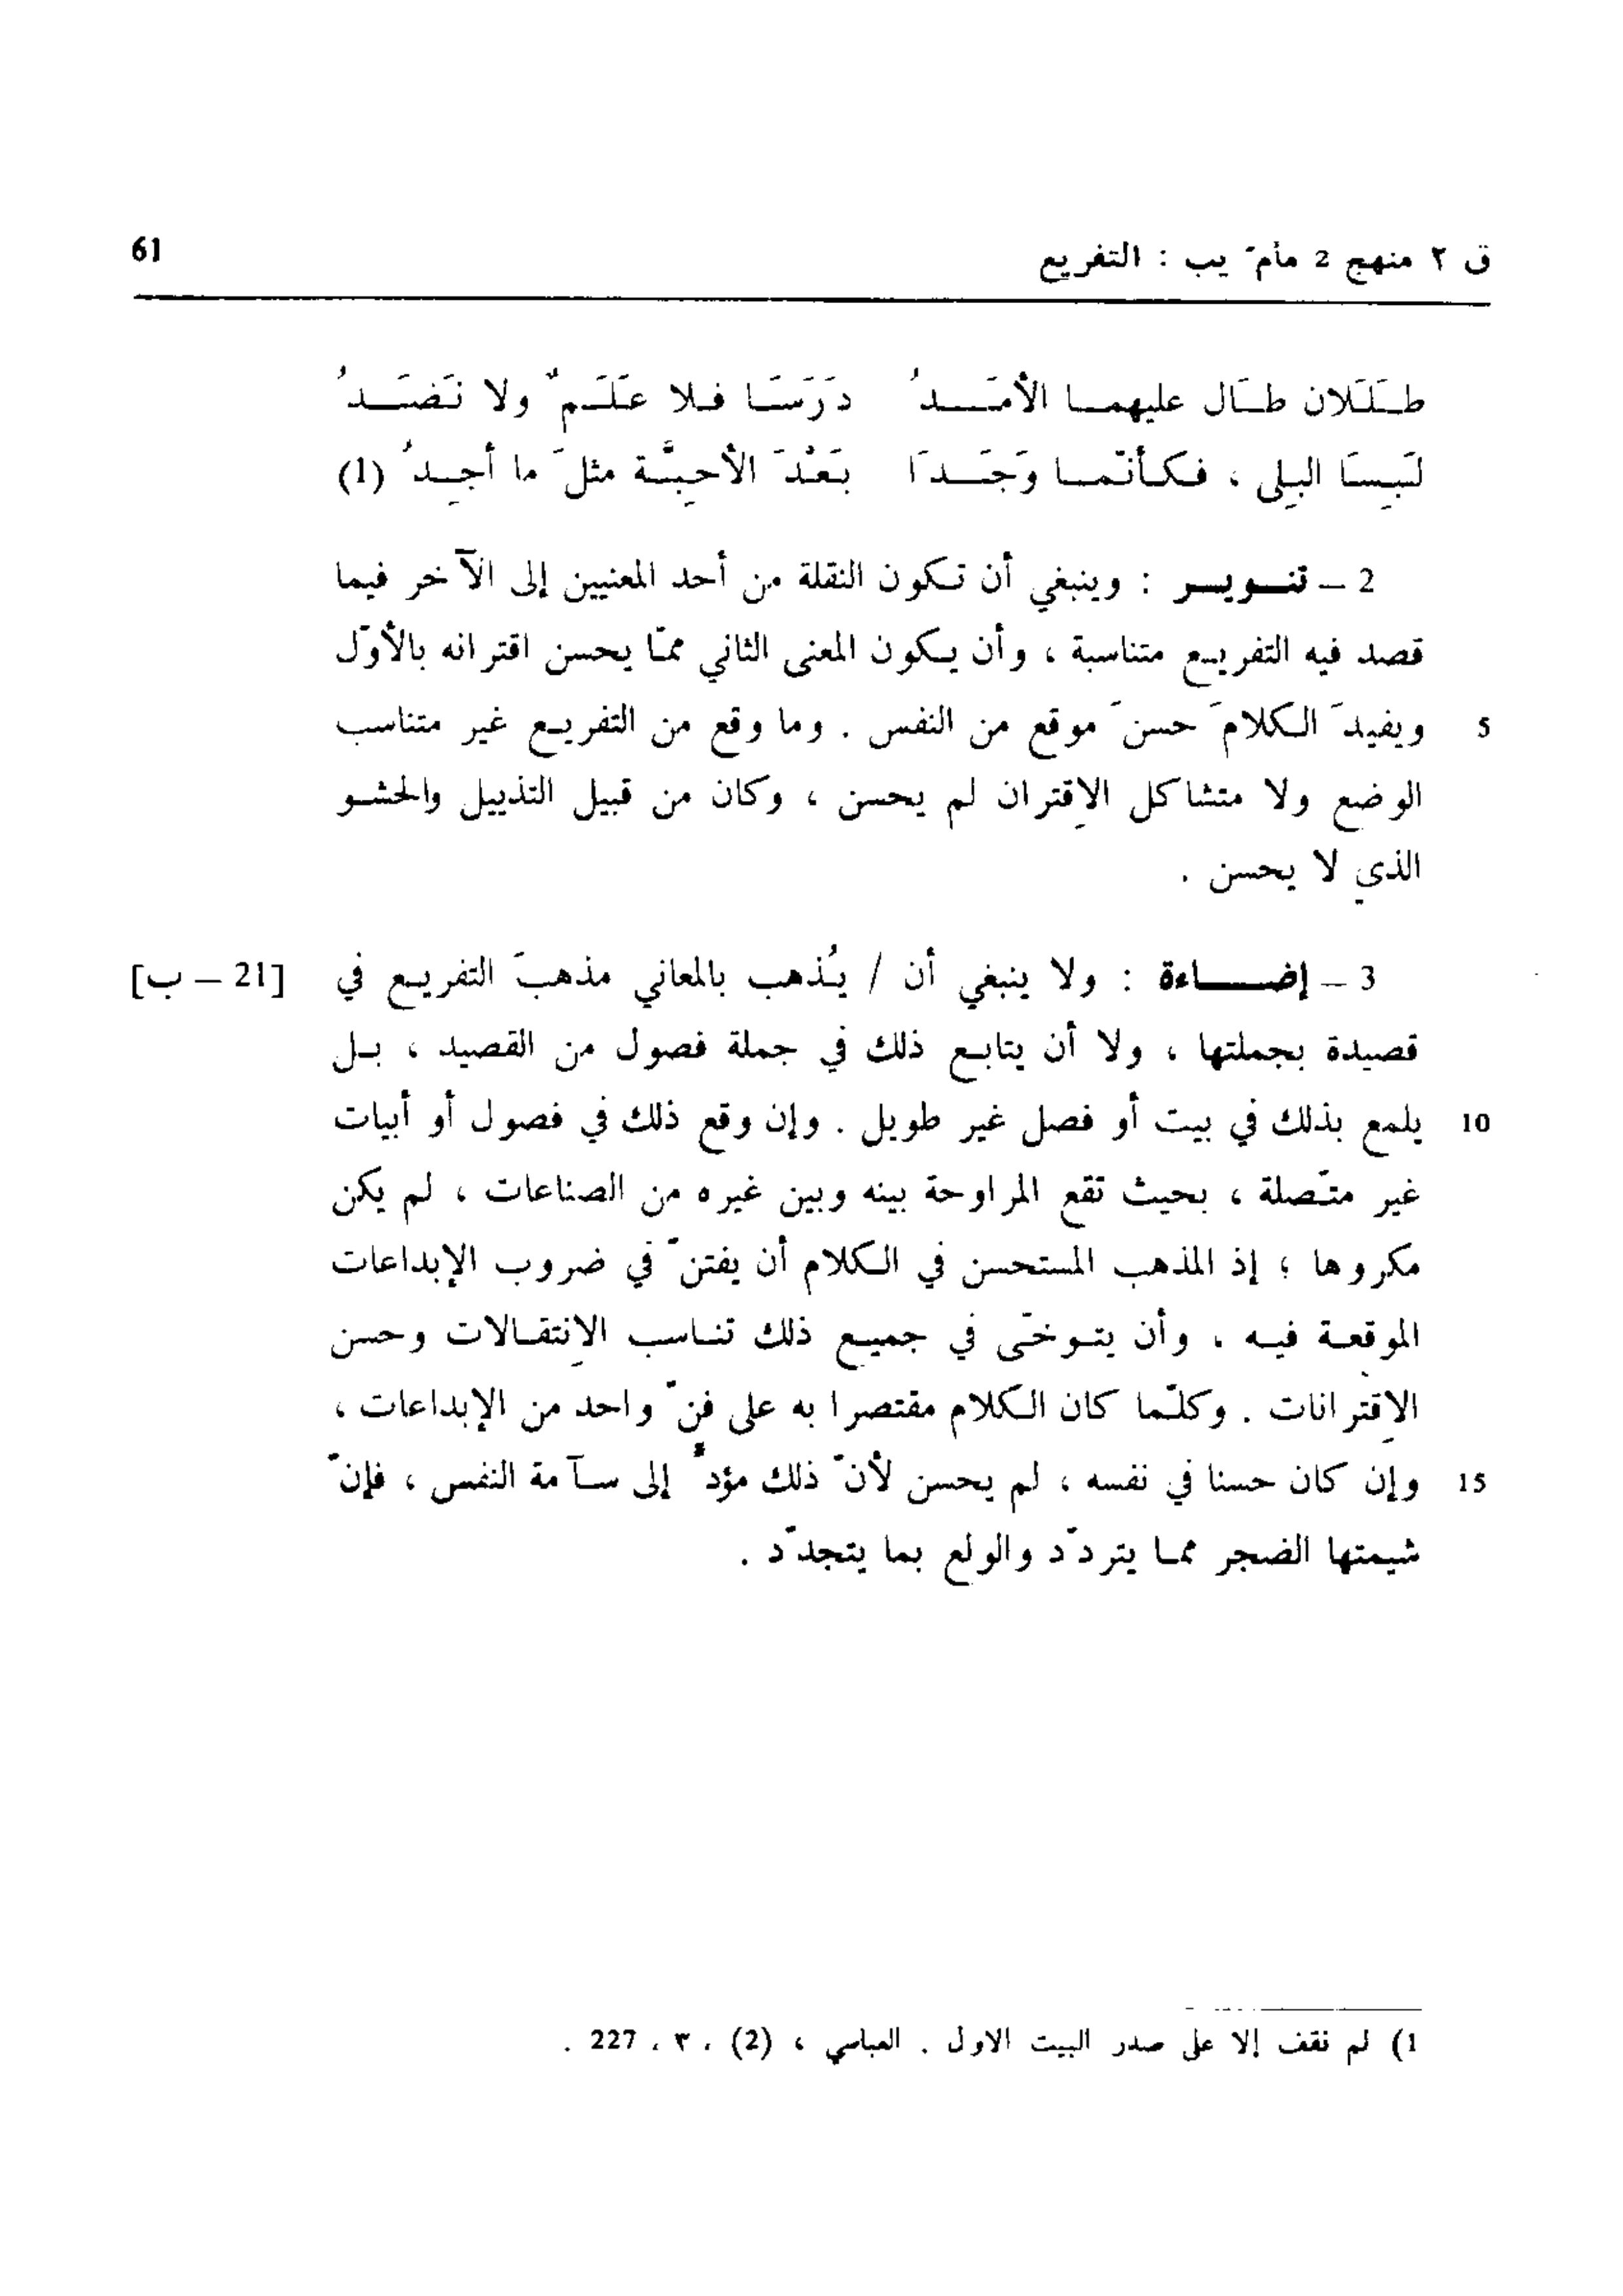 ق ٢ منهج 2 مأمّ يب : التفريع 61
طَلَلان طَال عليهما الأمَدُ دَرَسَا فلا عَلَمٌ ولا نَضَدُ
لَبِسَا البِلى ، فكأنّما وَجَدَا بَعْدَ الأحِبَّة مثلَ ما أجِدُ (1)
2 – تنويـر : وينبغي أن تكون النقلة من أحد المعنيين إلى الآخر فيما
قصد فيه التفريع متناسبة ، وأن يكون المعنى الثاني ممّا يحسن اقترانه بالأوّل
ويفيدَ الكلامَ حسنَ موقع من النفس . وما وقع من التفريع غير متناسب 5
الوضع ولا متشاكل الاِقتران لم يحسن ، وكان من قبيل التذييل والحشو
الذي لا يحسن .
3 – إضاءة : ولا ينبغي أن / يُذهب بالمعاني مذهبَ التفريع في [21 – ب]
قصيدة بجملتها ، ولا أن يتابع ذلك في جملة فصول من القصيد ، بل
يلمع بذلك في بيت أو فصل غير طويل . وإن وقع ذلك في فصول أو أبيات 10
غير متّصلة ، بحيث تقع المراوحة بينه وبين غيره من الصناعات ، لم يكن
مكروها ؛ إذ المذهب المستحسن في الكلام أن يفتنّ في ضروب الإبداعات
الموقعة فيه ، وأن يتوخّى في جميع ذلك تناسب الاِنتقالات وحسن
الاِقترانات . وكلّما كان الكلام مقتصرا به على فنّ واحد من الإبداعات ،
وإن كان حسنا في نفسه ، لم يحسن لأنّ ذلك مؤدٍّ إلى سآمة النفس ، فإنّ 15
شيمتها الضجر مما يتردّد والولع بما يتجدّد .
1) لم نقف إلا على صدر البيت الاول . العباسي ، (2) ، ٣ ، 227 .